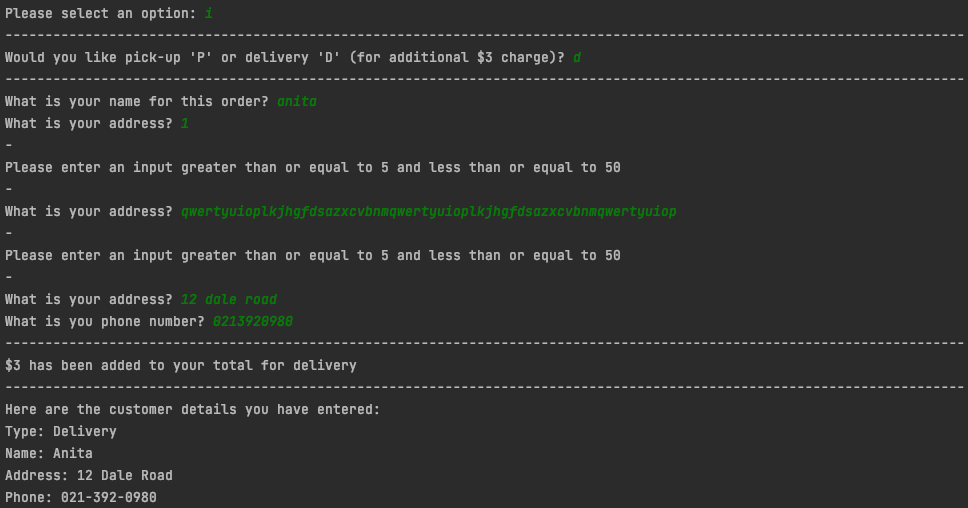 Please select an option: i
------------------------------------------------------------------------------------------------------------------------
Would you like pick-up 'P' or delivery 'D' (for additional $3 charge)? d
------------------------------------------------------------------------------------------------------------------------
What is your name for this order? anita
What is your address? 1
-
Please enter an input greater than or equal to 5 and less than or equal to 50
-
What is your address? qwertyuioplkjhgfdsazxcvbnmqwertyuioplkjhgfdsazxcvbnmqwertyuiop
-
Please enter an input greater than or equal to 5 and less than or equal to 50
-
What is your address? 12 dale road
What is you phone number? 0213920980
------------------------------------------------------------------------------------------------------------------------
$3 has been added to your total for delivery
------------------------------------------------------------------------------------------------------------------------
Here are the customer details you have entered:
Type: Delivery
Name: Anita
Address: 12 Dale Road
Phone: 021-392-0980